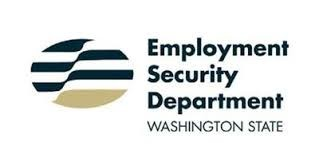 Employment
Security
Department
WASHINGTON STATE